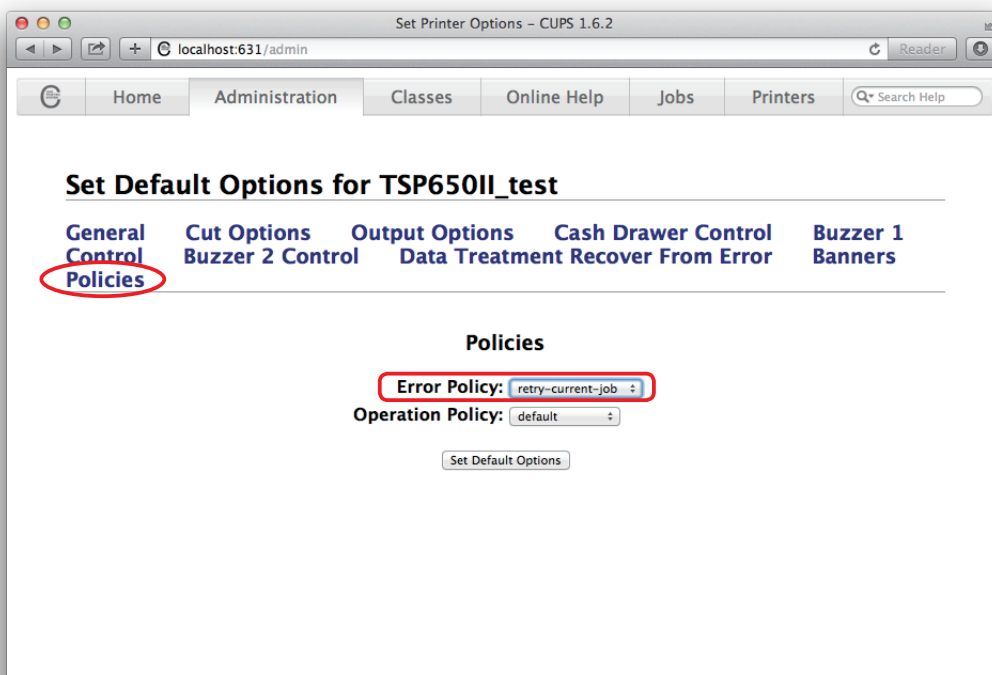 Set Printer Options – CUPS 1.6.2
localhost:631/admin
Reader
Home
Administration
Classes
Online Help
Jobs
Printers
Search Help
Set Default Options for TSP650II_test
General Cut Options Output Options Cash Drawer Control Buzzer 1
Control Buzzer 2 Control Data Treatment Recover From Error Banners
Policies
Policies
Error Policy: retry-current-job
Operation Policy: default
Set Default Options